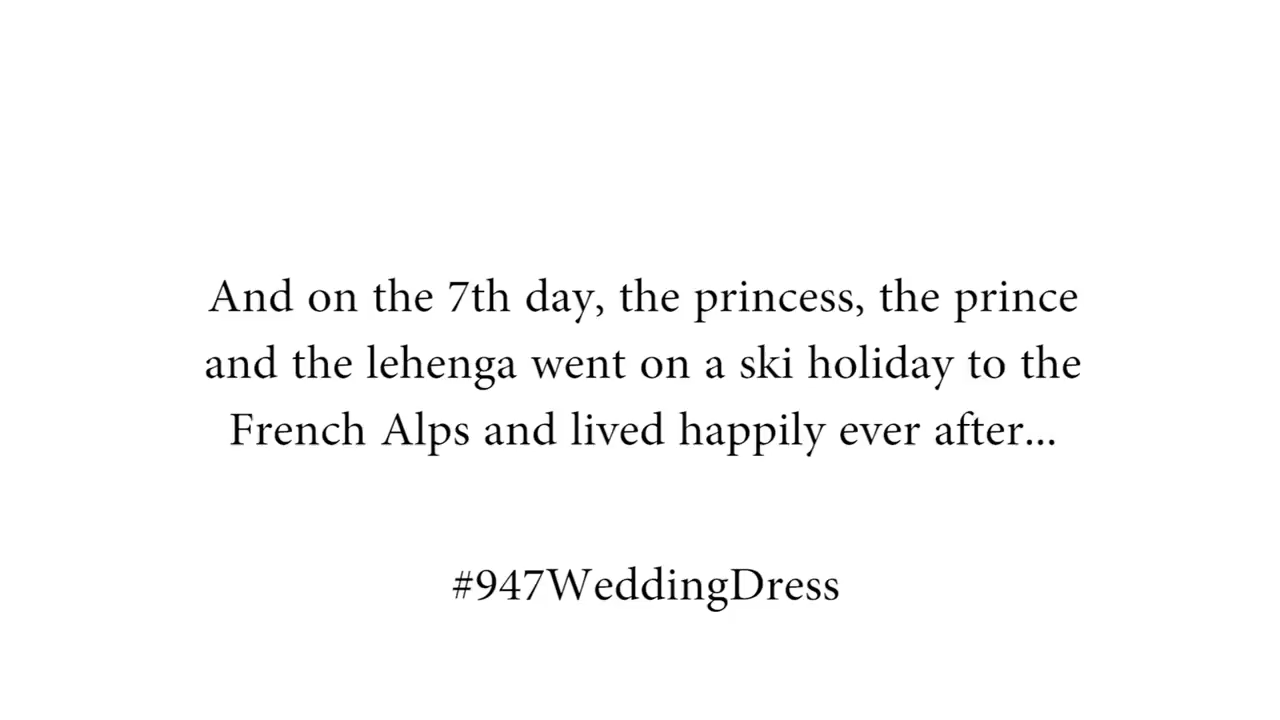 And on the 7th day, the princess, the prince
and the lehenga went on a ski holiday to the
French Alps and lived happily ever after...
#947WeddingDress